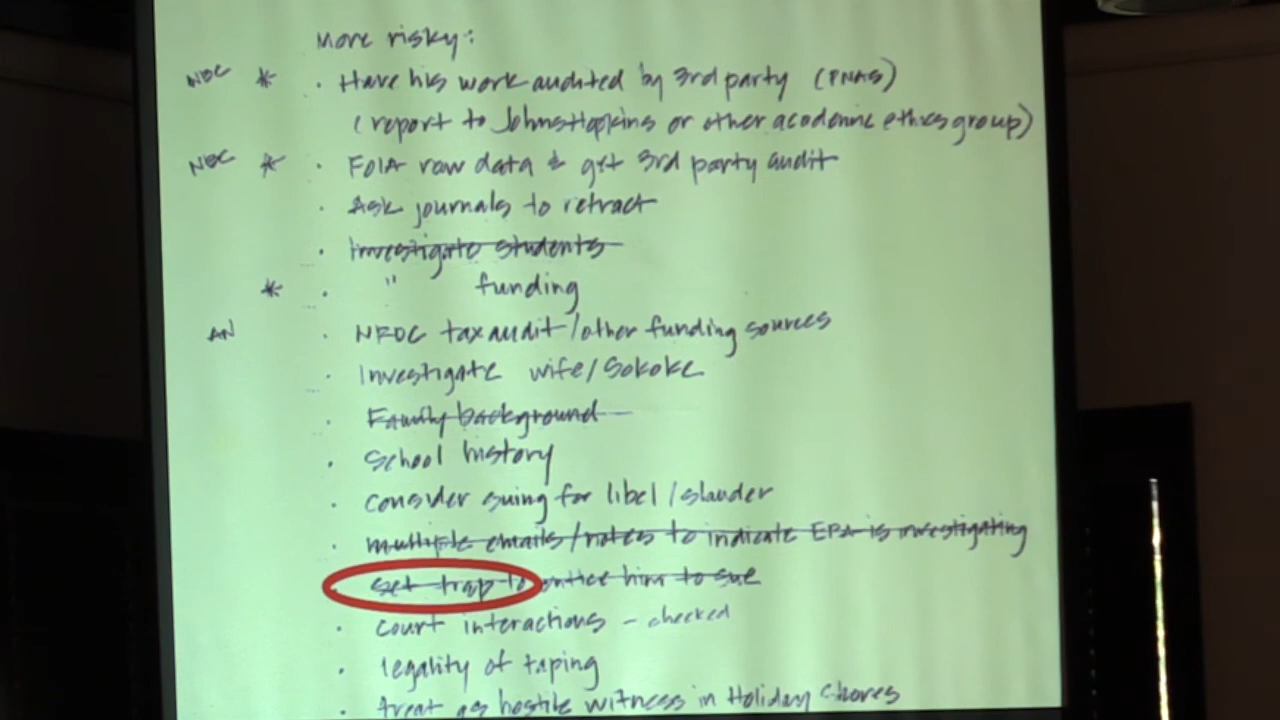 More risky:
NBC * · Have his work audited by 3rd party (PNAS)
(report to Johns Hopkins or other academic ethics group)
NBC * · FOIA raw data & get 3rd party audit
· Ask journals to retract
· Investigate students
* · " funding
AN · NRDC tax audit/other funding sources
· Investigate wife/Sokoke
· Family background
· School history
· Consider suing for libel/slander
· multiple emails/notes to indicate EPA is investigating
· set trap to entice him to sue
· Court interactions - checked
· legality of taping
· treat as hostile witness in Holiday Shores